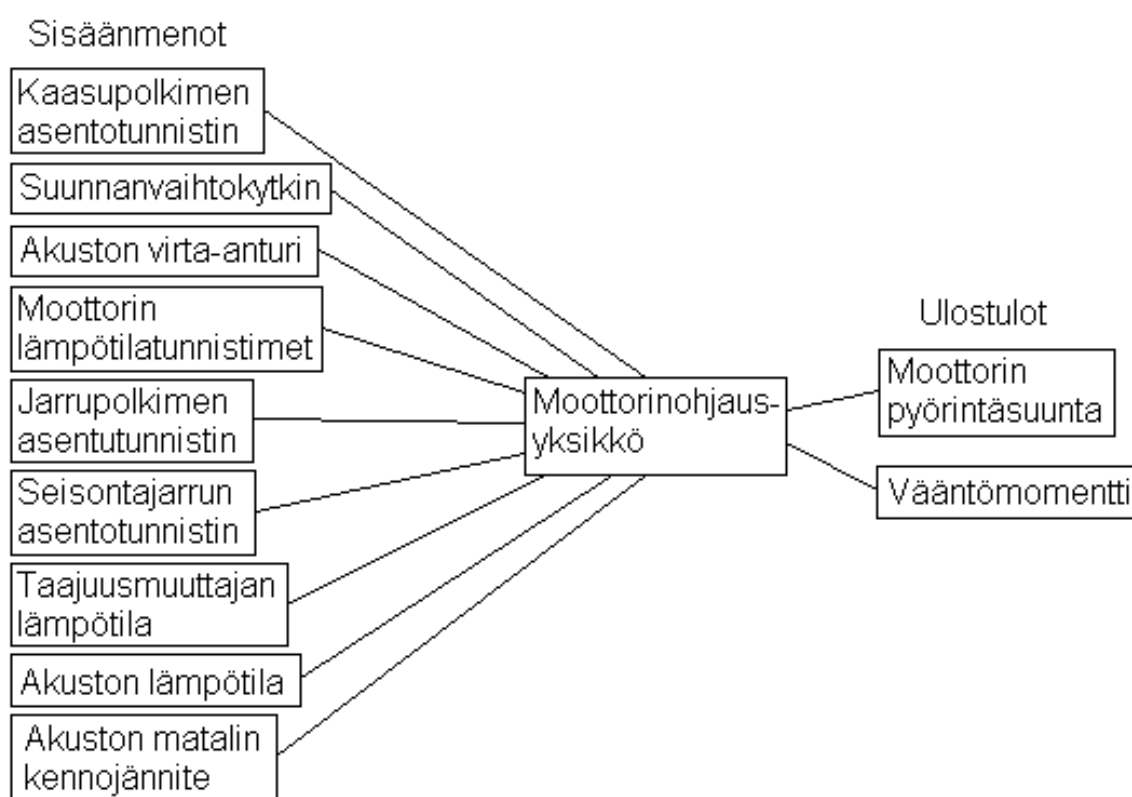 Sisäänmenot
Kaasupolkimen
asentotunnistin
Suunnanvaihtokytkin
Akuston virta-anturi
Moottorin
lämpötilatunnistimet
Jarrupolkimen
asentutunnistin
Seisontajarrun
asentotunnistin
Taajuusmuuttajan
lämpötila
Akuston lämpötila
Akuston matalin
kennojännite
Moottorinohjaus-
yksikkö
Ulostulot
Moottorin
pyörintäsuunta
Vääntömomentti